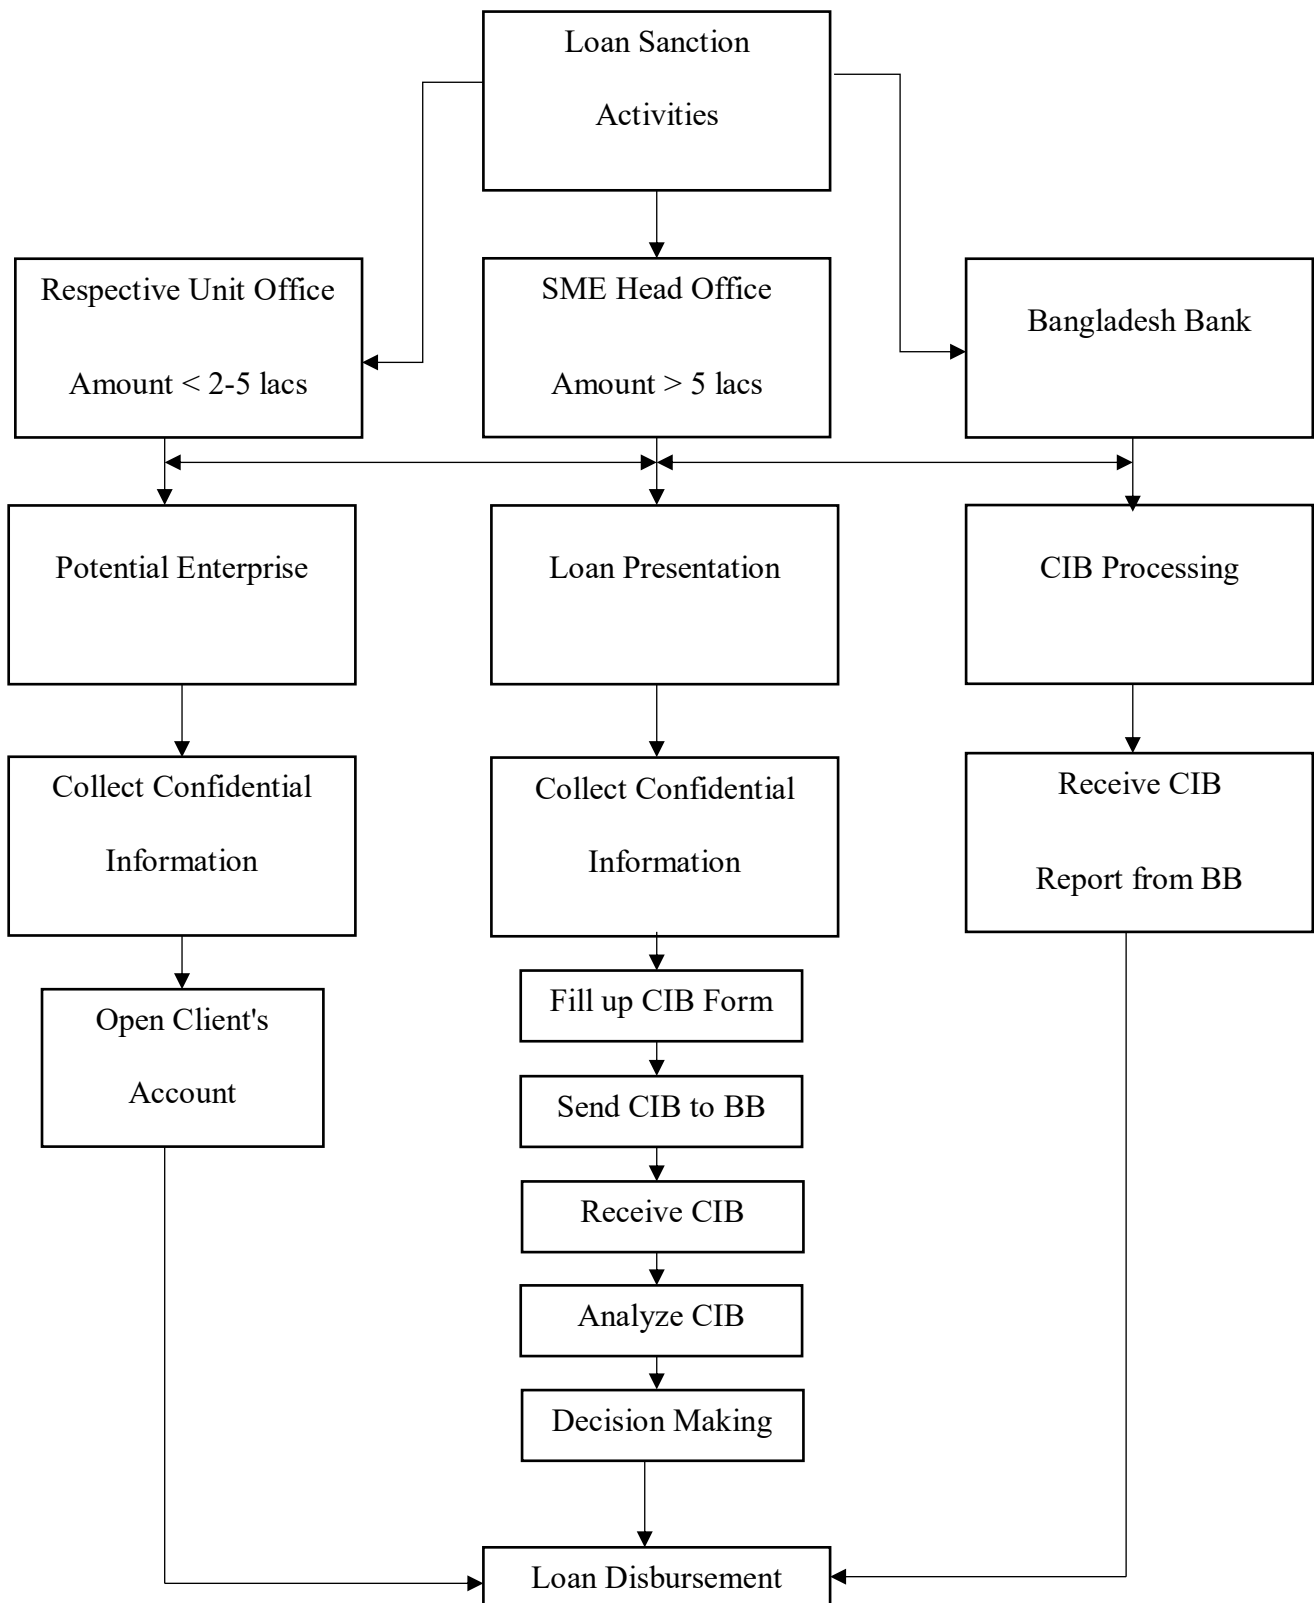 Loan Sanction
Activities
Respective Unit Office
Amount < 2-5 lacs
SME Head Office
Amount > 5 lacs
Bangladesh Bank
Potential Enterprise
Loan Presentation
CIB Processing
Collect Confidential
Information
Collect Confidential
Information
Receive CIB
Report from BB
Open Client's
Account
Fill up CIB Form
Send CIB to BB
Receive CIB
Analyze CIB
Decision Making
Loan Disbursement